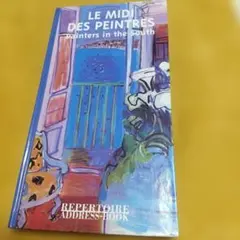 LE MIDI
DES PEINTRES
painters in the south
REPERTOIRE
ADDRESS-BOOK